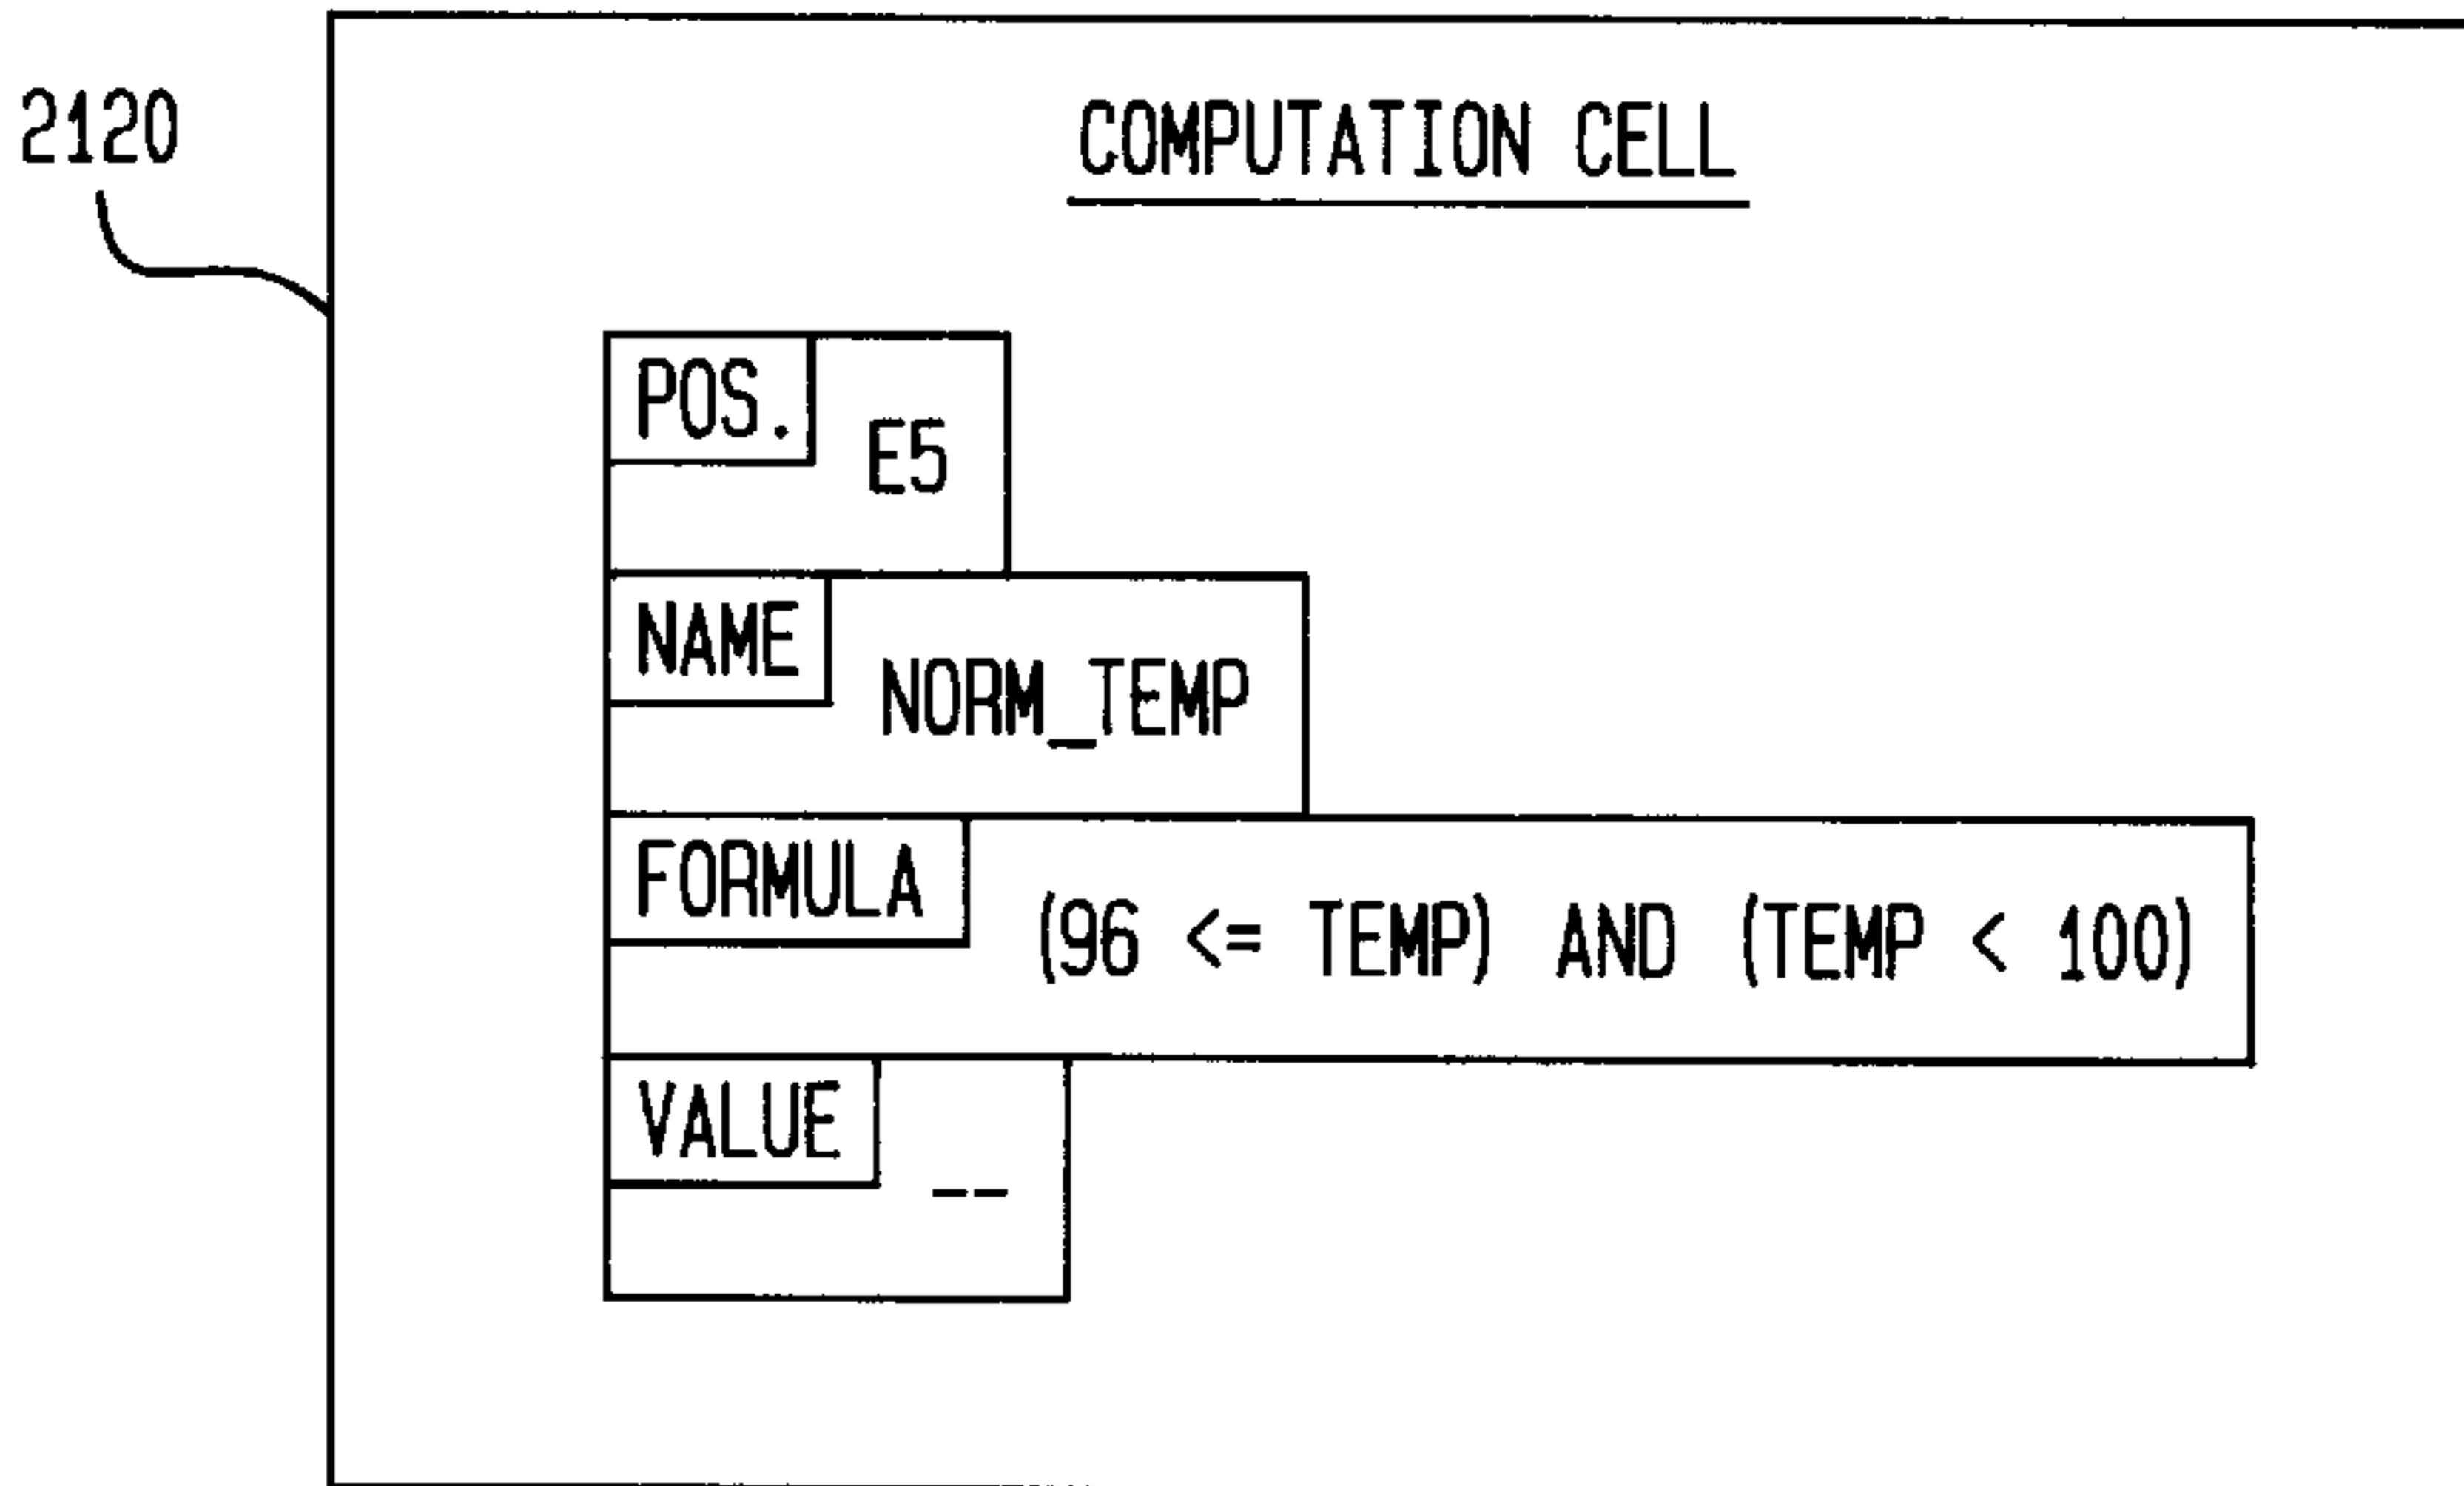 2120
COMPUTATION CELL
POS.
E5
NAME
NORM_TEMP
FORMULA
(96 <= TEMP) AND (TEMP < 100)
VALUE
--